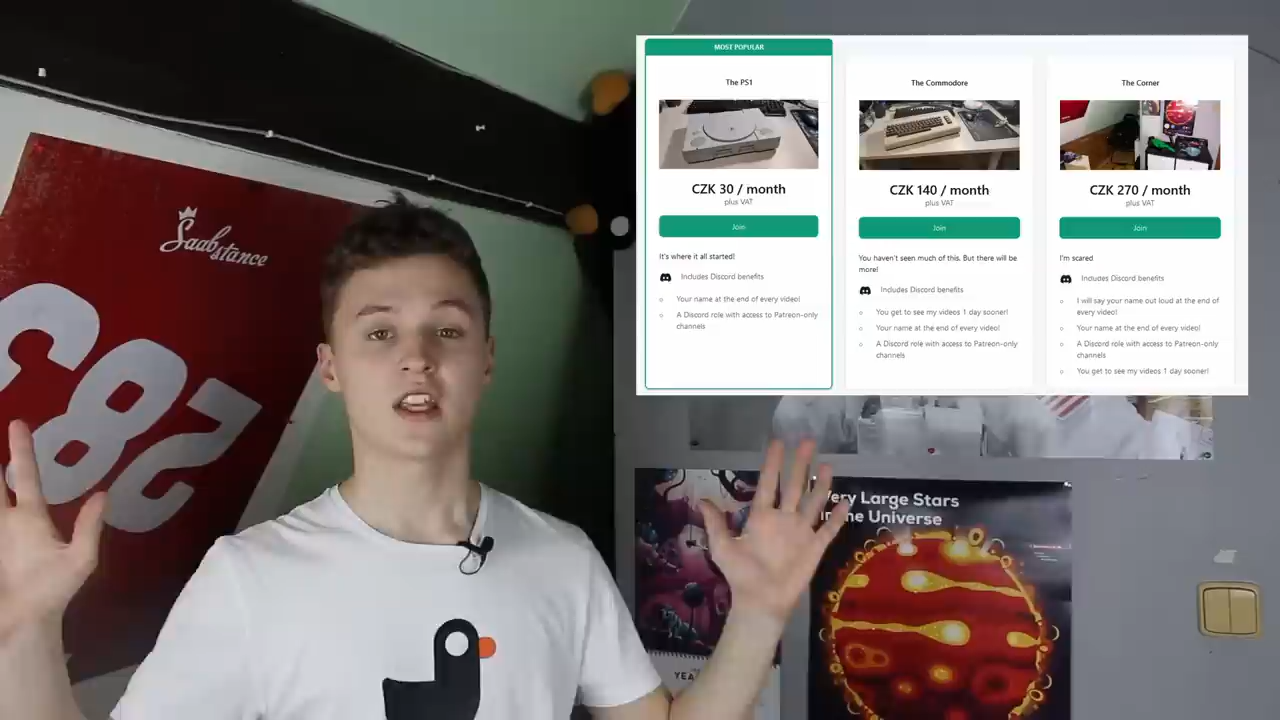 Saabstance
82
MOST POPULAR
The PS1
CZK 30 / month
plus VAT
Join
It's where it all started!
Includes Discord benefits
Your name at the end of every video!
A Discord role with access to Patreon-only
channels
The Commodore
CZK 140 / month
plus VAT
Join
You haven't seen much of this. But there will be
more!
Includes Discord benefits
You get to see my videos 1 day sooner!
Your name at the end of every video!
A Discord role with access to Patreon-only
channels
The Corner
CZK 270 / month
plus VAT
Join
I'm scared
Includes Discord benefits
I will say your name out loud at the end of
every video!
Your name at the end of every video!
A Discord role with access to Patreon-only
channels
You get to see my videos 1 day sooner!
Very Large Stars
in the Universe